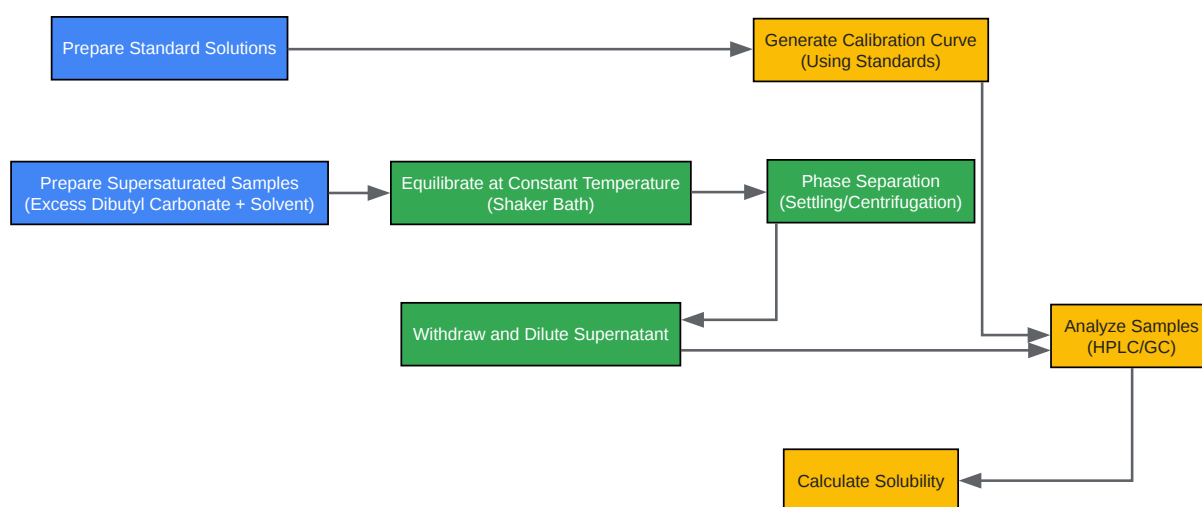 Prepare Standard Solutions
Generate Calibration Curve
(Using Standards)
Prepare Supersaturated Samples
(Excess Dibutyl Carbonate + Solvent)
Equilibrate at Constant Temperature
(Shaker Bath)
Phase Separation
(Settling/Centrifugation)
Withdraw and Dilute Supernatant
Analyze Samples
(HPLC/GC)
Calculate Solubility